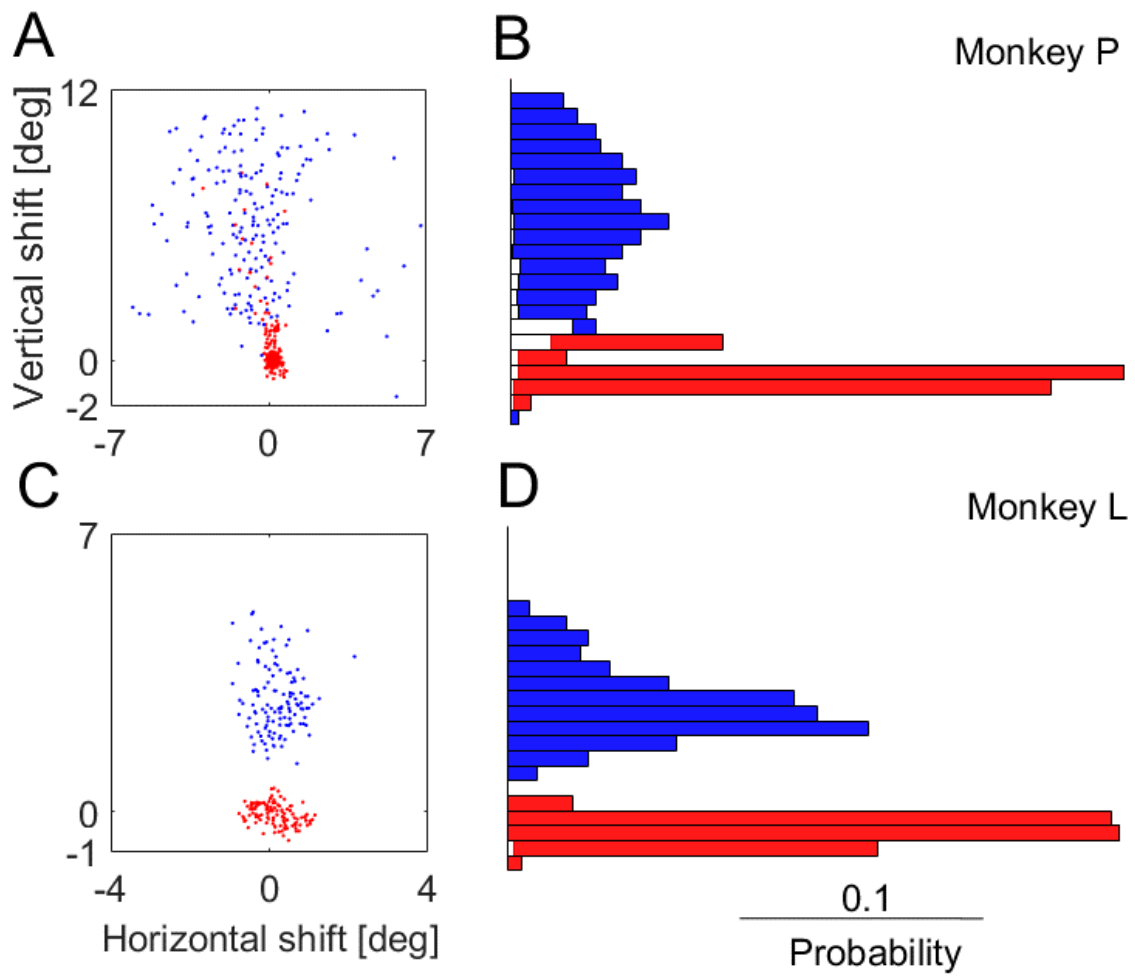 A
B
Monkey P
12
Vertical shift [deg]
0
-2
-7
0
7
C
D
Monkey L
7
0
-1
-4
0
4
Horizontal shift [deg]
0.1
Probability